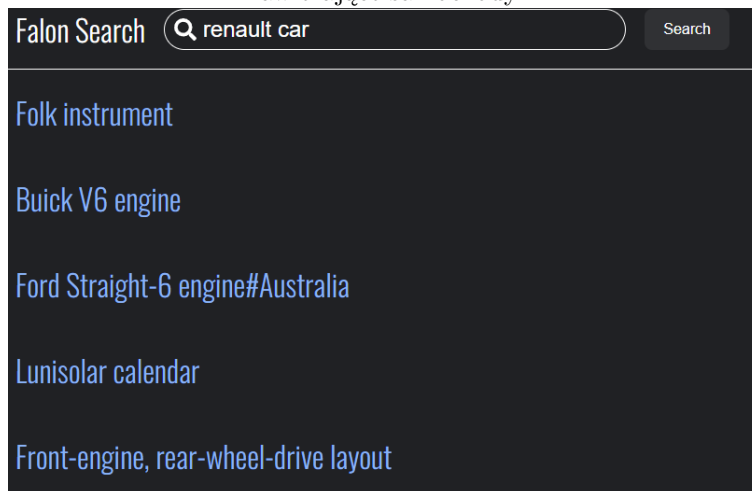 Falon Search renault car Search
Folk instrument
Buick V6 engine
Ford Straight-6 engine#Australia
Lunisolar calendar
Front-engine, rear-wheel-drive layout